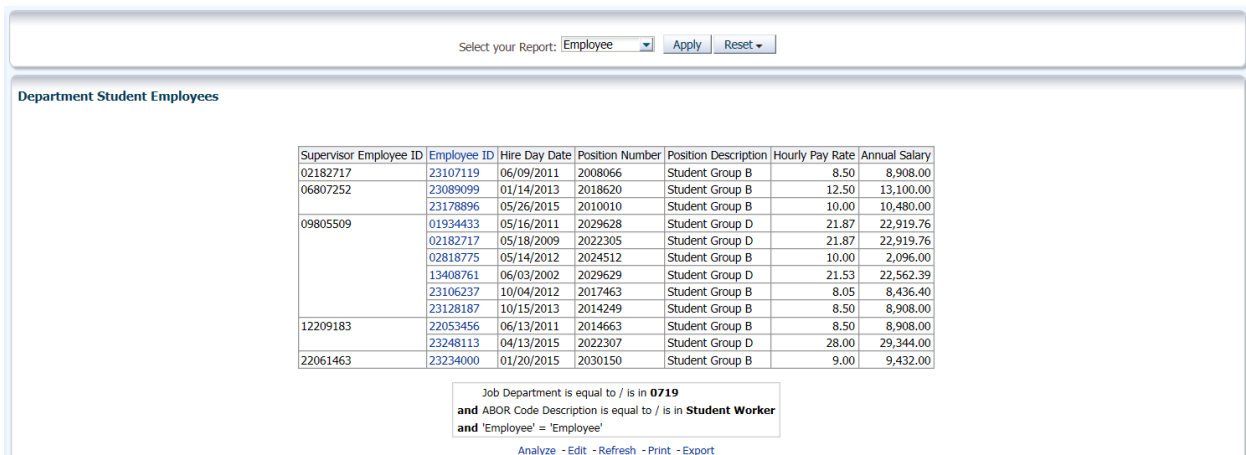 Select your Report: Employee Apply Reset
Department Student Employees
Supervisor Employee ID Employee ID Hire Day Date Position Number Position Description Hourly Pay Rate Annual Salary
02182717 23107119 06/09/2011 2008066 Student Group B 8.50 8,908.00
06807252 23089099 01/14/2013 2018620 Student Group B 12.50 13,100.00
23178896 05/26/2015 2010010 Student Group B 10.00 10,480.00
09805509 01934433 05/16/2011 2029628 Student Group D 21.87 22,919.76
02182717 05/18/2009 2022305 Student Group D 21.87 22,919.76
02818775 05/14/2012 2024512 Student Group B 10.00 2,096.00
13408761 06/03/2002 2029629 Student Group D 21.53 22,562.39
23106237 10/04/2012 2017463 Student Group B 8.05 8,436.40
23128187 10/15/2013 2014249 Student Group B 8.50 8,908.00
12209183 22053456 06/13/2011 2014663 Student Group B 8.50 8,908.00
23248113 04/13/2015 2022307 Student Group D 28.00 29,344.00
22061463 23234000 01/20/2015 2030150 Student Group B 9.00 9,432.00
Job Department is equal to / is in 0719
and ABOR Code Description is equal to / is in Student Worker
and 'Employee' = 'Employee'
Analyze - Edit - Refresh - Print - Export